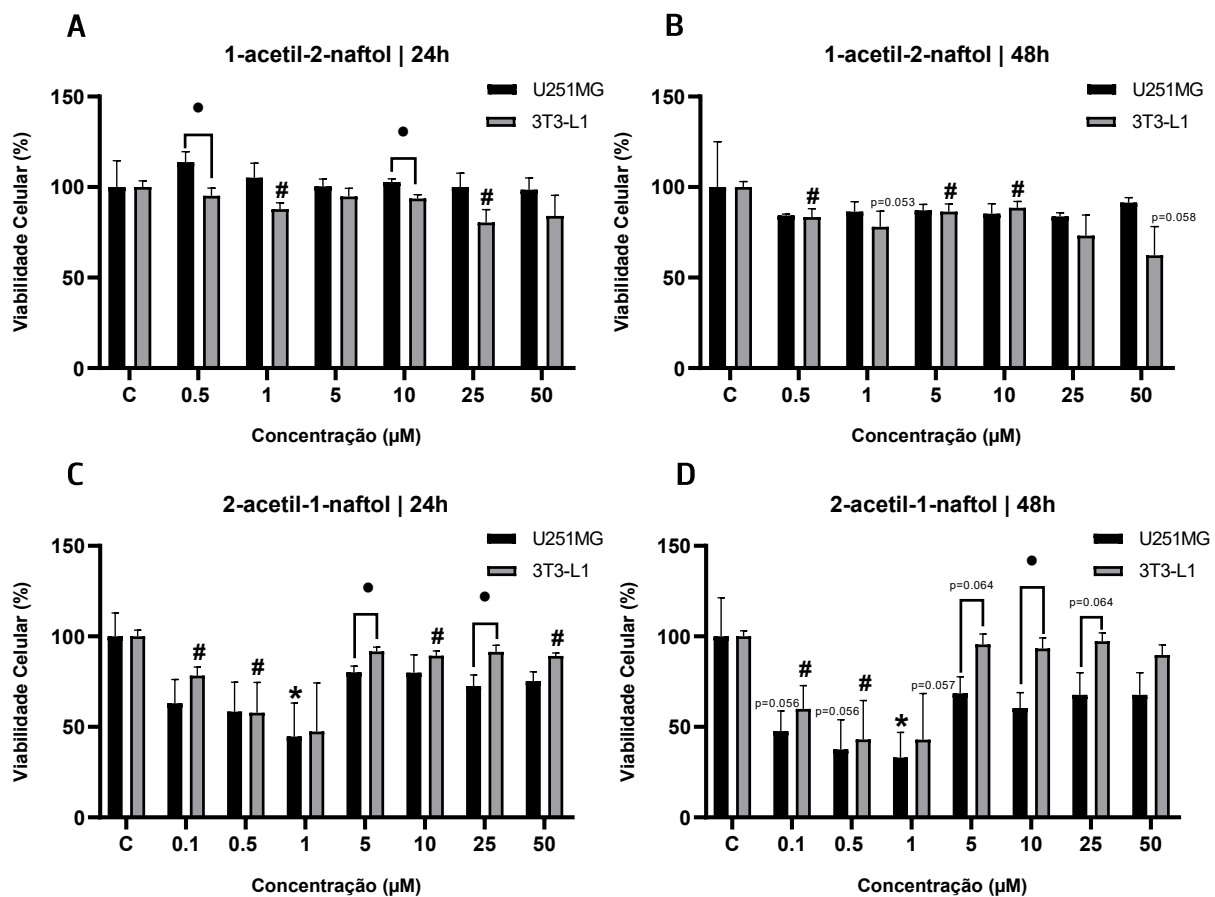 A
1-acetil-2-naftol | 24h
U251MG
3T3-L1
Viabilidade Celular (%)
150
100
50
0
#
#
C 0.5 1 5 10 25 50
Concentração (µM)
B
1-acetil-2-naftol | 48h
U251MG
3T3-L1
Viabilidade Celular (%)
150
100
50
0
#
p=0.053
#
#
p=0.058
C 0.5 1 5 10 25 50
Concentração (µM)
C
2-acetil-1-naftol | 24h
U251MG
3T3-L1
Viabilidade Celular (%)
150
100
50
0
#
#
*
#
#
C 0.1 0.5 1 5 10 25 50
Concentração (µM)
D
2-acetil-1-naftol | 48h
U251MG
3T3-L1
Viabilidade Celular (%)
150
100
50
0
p=0.056
#
p=0.056
#
*
p=0.057
p=0.064
p=0.064
C 0.1 0.5 1 5 10 25 50
Concentração (µM)